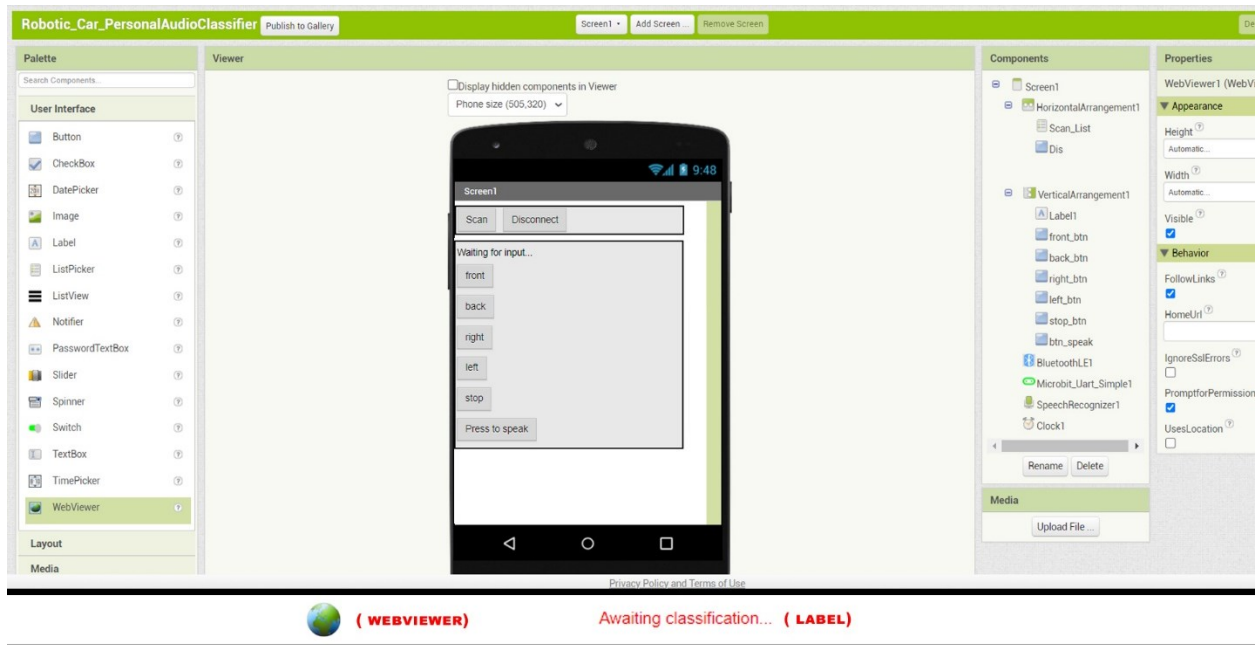 Robotic_Car_PersonalAudioClassifier Publish to Gallery Screen1 Add Screen ... Remove Screen De
Palette
Search Components...
User Interface
Button
CheckBox
DatePicker
Image
Label
ListPicker
ListView
Notifier
PasswordTextBox
Slider
Spinner
Switch
TextBox
TimePicker
WebViewer
Layout
Media
Viewer
Display hidden components in Viewer
Phone size (505,320)
9:48
Screen1
Scan Disconnect
Waiting for input...
front
back
right
left
stop
Press to speak
Components
Screen1
HorizontalArrangement1
Scan_List
Dis
VerticalArrangement1
Label1
front_btn
back_btn
right_btn
left_btn
stop_btn
btn_speak
BluetoothLE1
Microbit_Uart_Simple1
SpeechRecognizer1
Clock1
Rename Delete
Media
Upload File ...
Properties
WebViewer1 (WebVi
Appearance
Height
Automatic...
Width
Automatic...
Visible
Behavior
FollowLinks
HomeUrl
IgnoreSslErrors
PromptforPermission
UsesLocation
Privacy Policy and Terms of Use
( WEBVIEWER) Awaiting classification... ( LABEL)